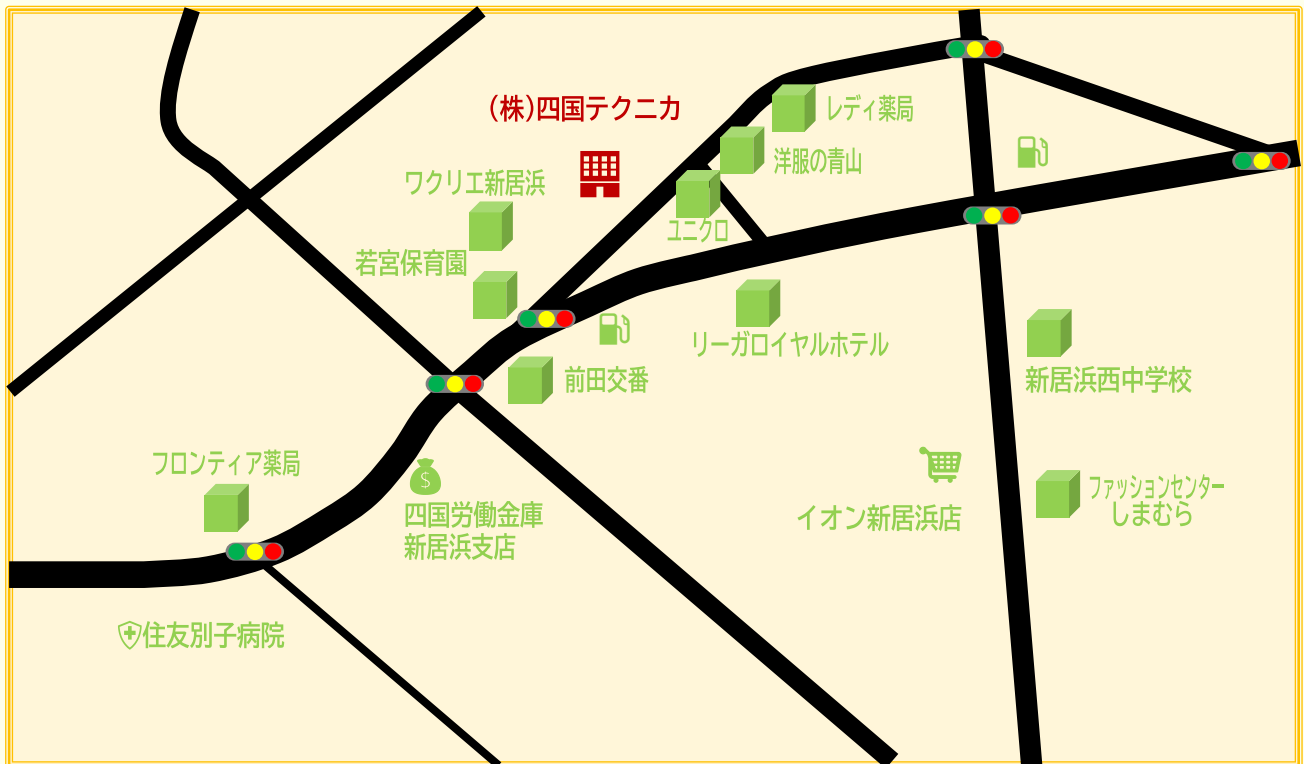 (株)四国テクニカ
レディ薬局
洋服の青山
ワクリエ新居浜
ユニクロ
若宮保育園
リーガロイヤルホテル
前田交番
新居浜西中学校
フロンティア薬局
ファッションセンター
しまむら
四国労働金庫
新居浜支店
イオン新居浜店
住友別子病院